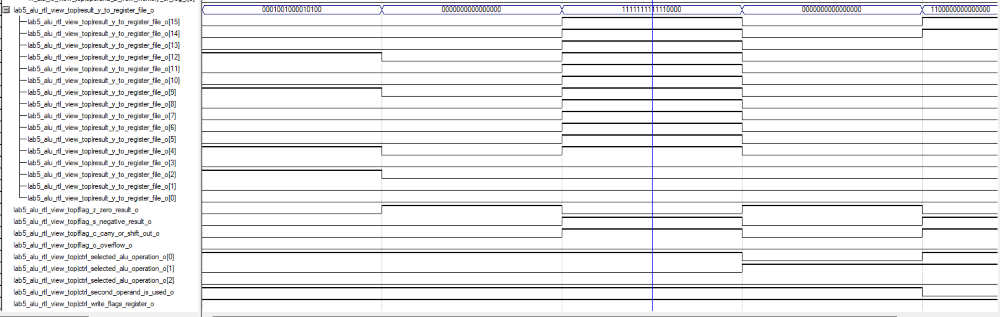 lab5_alu_rtl_view_top|result_y_to_register_file_o 0001001000010100 0000000000000000 1111111111110000 0000000000000000 1100000000000000
lab5_alu_rtl_view_top|result_y_to_register_file_o[15]
lab5_alu_rtl_view_top|result_y_to_register_file_o[14]
lab5_alu_rtl_view_top|result_y_to_register_file_o[13]
lab5_alu_rtl_view_top|result_y_to_register_file_o[12]
lab5_alu_rtl_view_top|result_y_to_register_file_o[11]
lab5_alu_rtl_view_top|result_y_to_register_file_o[10]
lab5_alu_rtl_view_top|result_y_to_register_file_o[9]
lab5_alu_rtl_view_top|result_y_to_register_file_o[8]
lab5_alu_rtl_view_top|result_y_to_register_file_o[7]
lab5_alu_rtl_view_top|result_y_to_register_file_o[6]
lab5_alu_rtl_view_top|result_y_to_register_file_o[5]
lab5_alu_rtl_view_top|result_y_to_register_file_o[4]
lab5_alu_rtl_view_top|result_y_to_register_file_o[3]
lab5_alu_rtl_view_top|result_y_to_register_file_o[2]
lab5_alu_rtl_view_top|result_y_to_register_file_o[1]
lab5_alu_rtl_view_top|result_y_to_register_file_o[0]
lab5_alu_rtl_view_top|flag_z_zero_result_o
lab5_alu_rtl_view_top|flag_s_negative_result_o
lab5_alu_rtl_view_top|flag_c_carry_or_shift_out_o
lab5_alu_rtl_view_top|flag_o_overflow_o
lab5_alu_rtl_view_top|ctrl_selected_alu_operation_o[0]
lab5_alu_rtl_view_top|ctrl_selected_alu_operation_o[1]
lab5_alu_rtl_view_top|ctrl_selected_alu_operation_o[2]
lab5_alu_rtl_view_top|ctrl_second_operand_is_used_o
lab5_alu_rtl_view_top|ctrl_write_flags_register_o